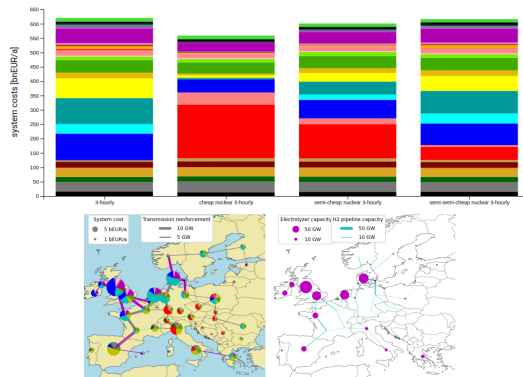 system costs [bnEUR/a]
650
600
550
500
450
400
350
300
250
200
150
100
50
0
3-hourly
cheap nuclear 3-hourly
semi-cheap nuclear 3-hourly
semi-semi-cheap nuclear 3-hourly
System cost
5 bEUR/a
1 bEUR/a
Transmission reinforcement
10 GW
5 GW
Electrolyzer capacity
50 GW
10 GW
H2 pipeline capacity
50 GW
10 GW